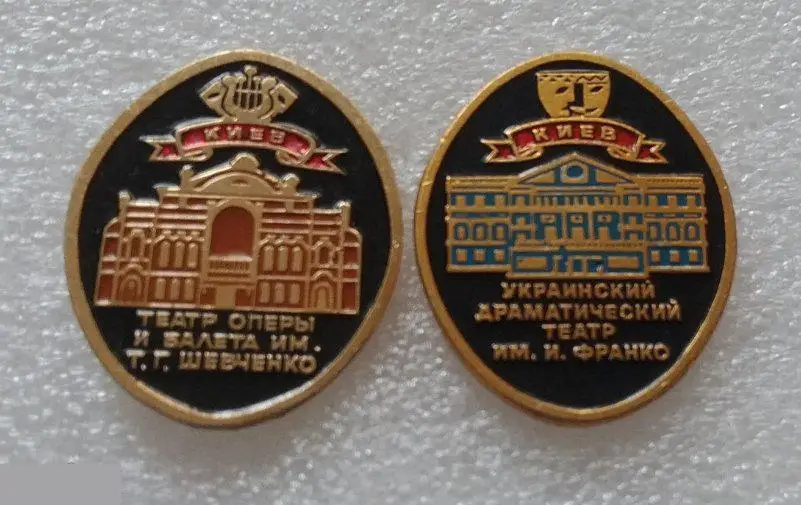 КИЕВ
ТЕАТР ОПЕРЫ
И БАЛЕТА ИМ.
Т. Г. ШЕВЧЕНКО
КИЕВ
УКРАИНСКИЙ
ДРАМАТИЧЕСКИЙ
ТЕАТР
ИМ. И. ФРАНКО